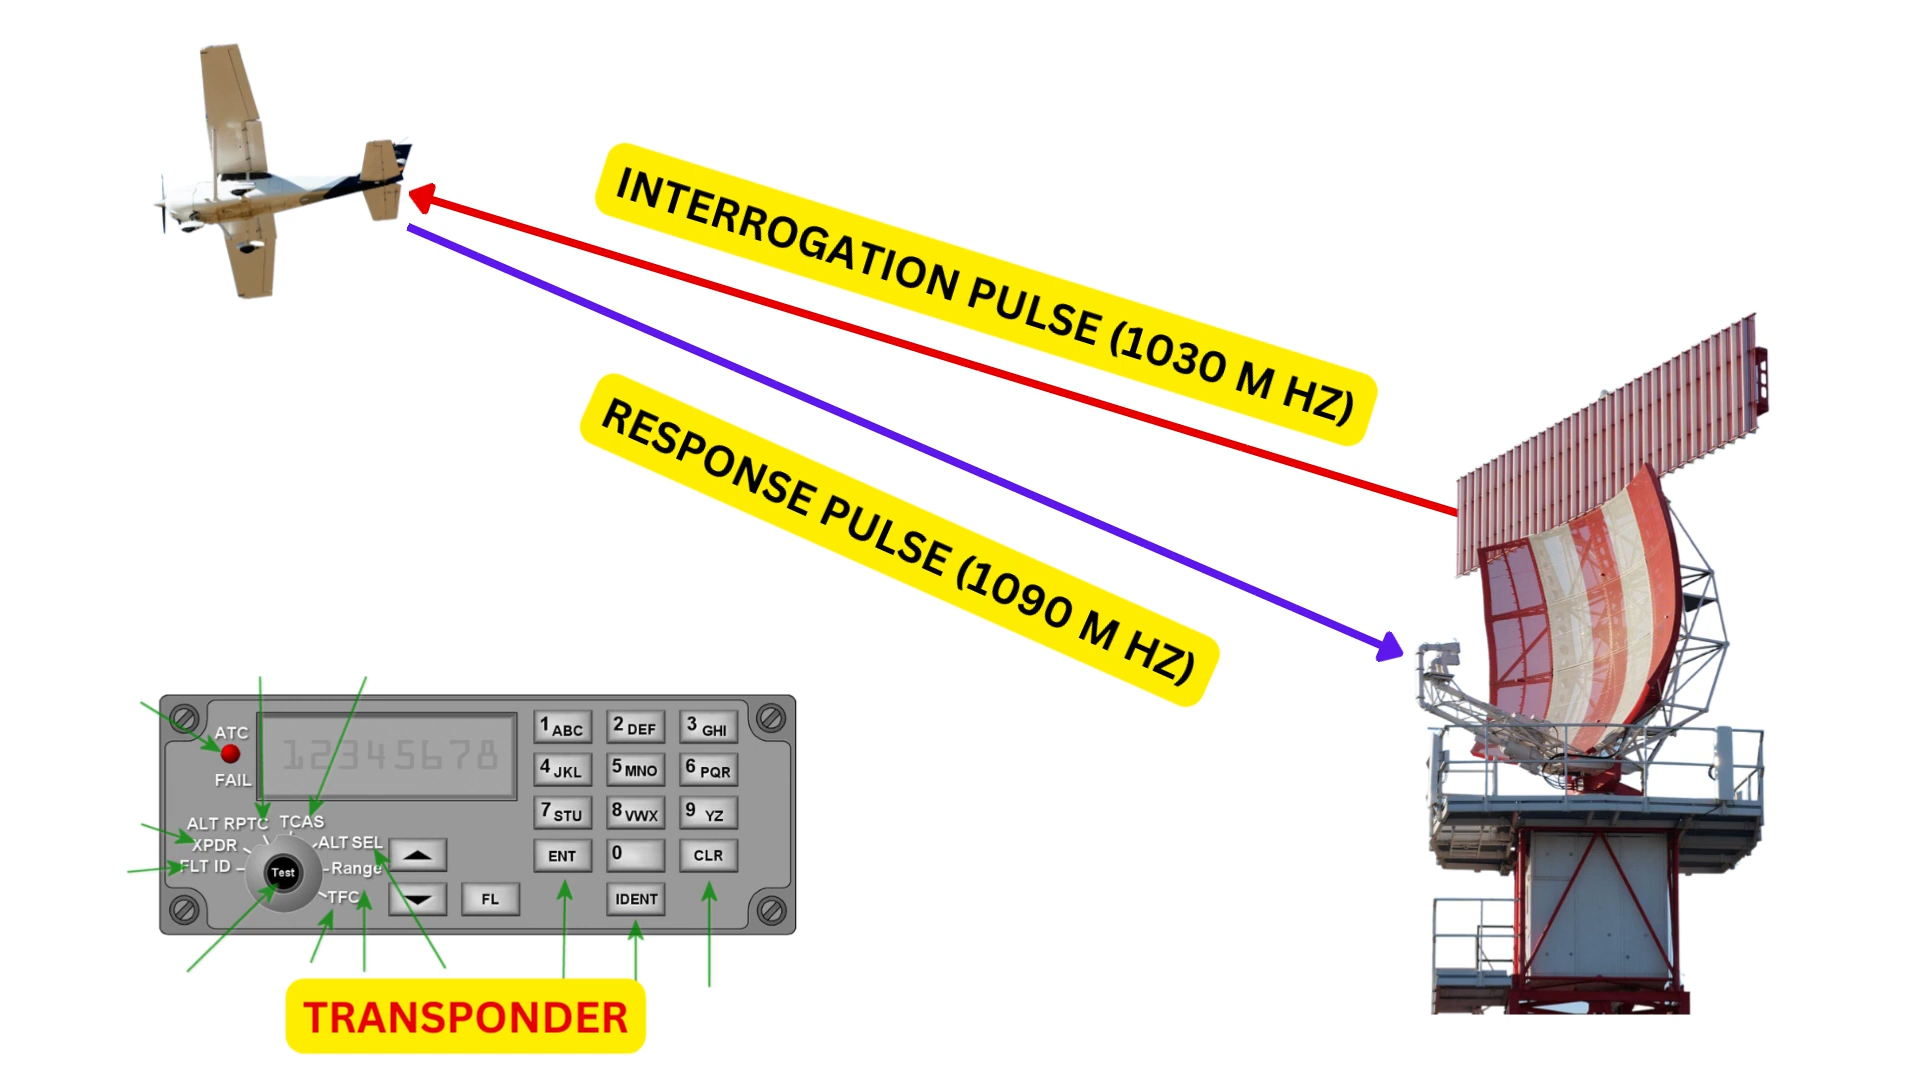 INTERROGATION PULSE (1030 M HZ)
RESPONSE PULSE (1090 M HZ)
ATC
FAIL
12345678
ALT RPTC
TCAS
XPDR
ALT SEL
FLT ID
Range
TFC
Test
1 ABC
2 DEF
3 GHI
4 JKL
5 MNO
6 PQR
7 STU
8 VWX
9 YZ
ENT
0
CLR
FL
IDENT
TRANSPONDER